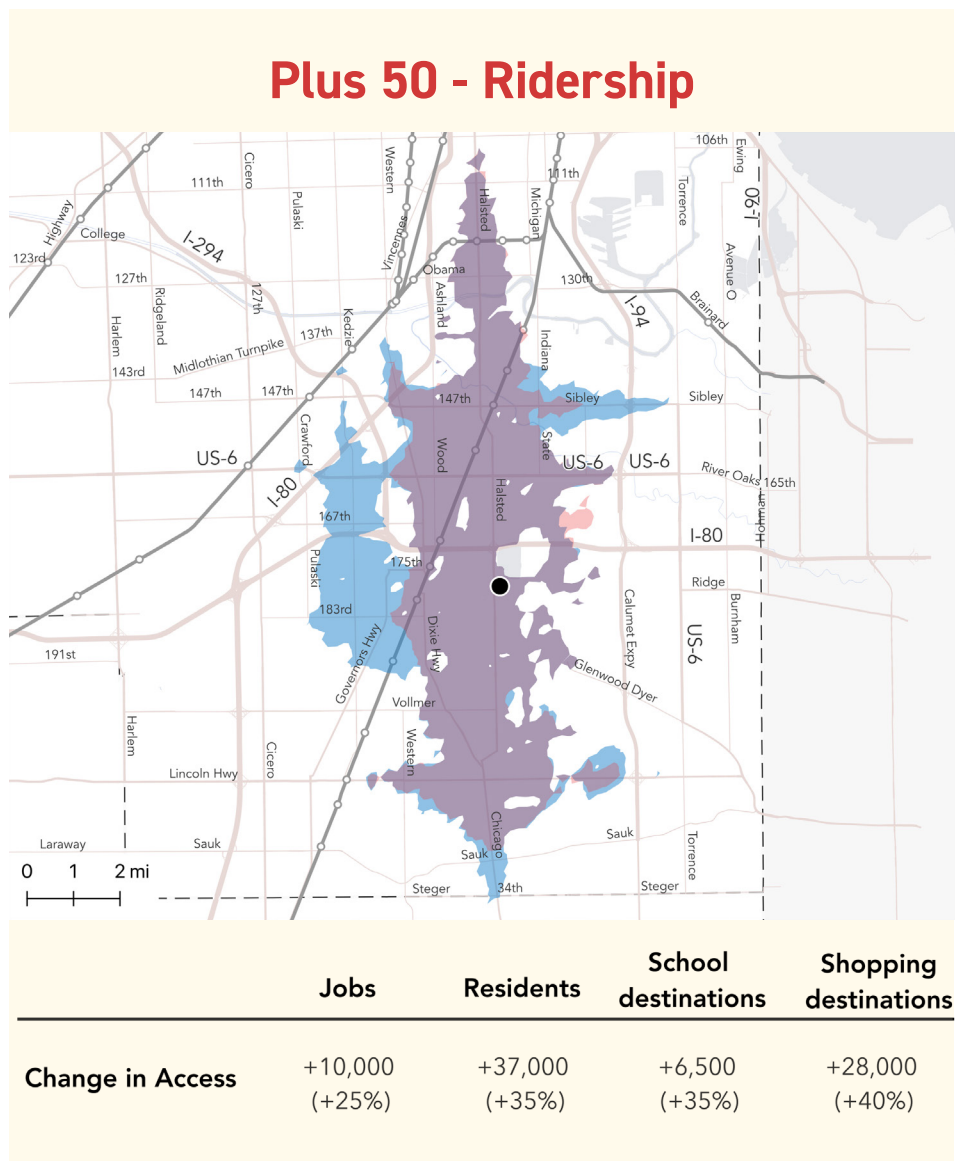 Plus 50 - Ridership
106th
Ewing
Cicero
Western
111th
111th
Torrence
Halsted
Michigan
Pulaski
I-90
Highway
College
I-294
Vincennes
Avenue O
123rd
Obama
127th
127th
130th
Ashland
Ridgeland
I-94
Brainard
Kedzie
Harlem
137th
Indiana
Midlothian Turnpike
143rd
147th
147th
147th
Sibley
Sibley
Crawford
Wood
State
US-6
US-6
US-6
River Oaks
165th
I-80
Halsted
Hohman
167th
I-80
175th
Pulaski
Ridge
183rd
Calumet Expy
Burnham
Dixie Hwy
US-6
Governors Hwy
191st
Glenwood Dyer
Vollmer
Harlem
Western
Cicero
Lincoln Hwy
Chicago
Sauk
Laraway
Sauk
Sauk
Torrence
0 1 2 mi
Steger
34th
Steger
Jobs
Residents
School
destinations
Shopping
destinations
Change in Access
+10,000
(+25%)
+37,000
(+35%)
+6,500
(+35%)
+28,000
(+40%)